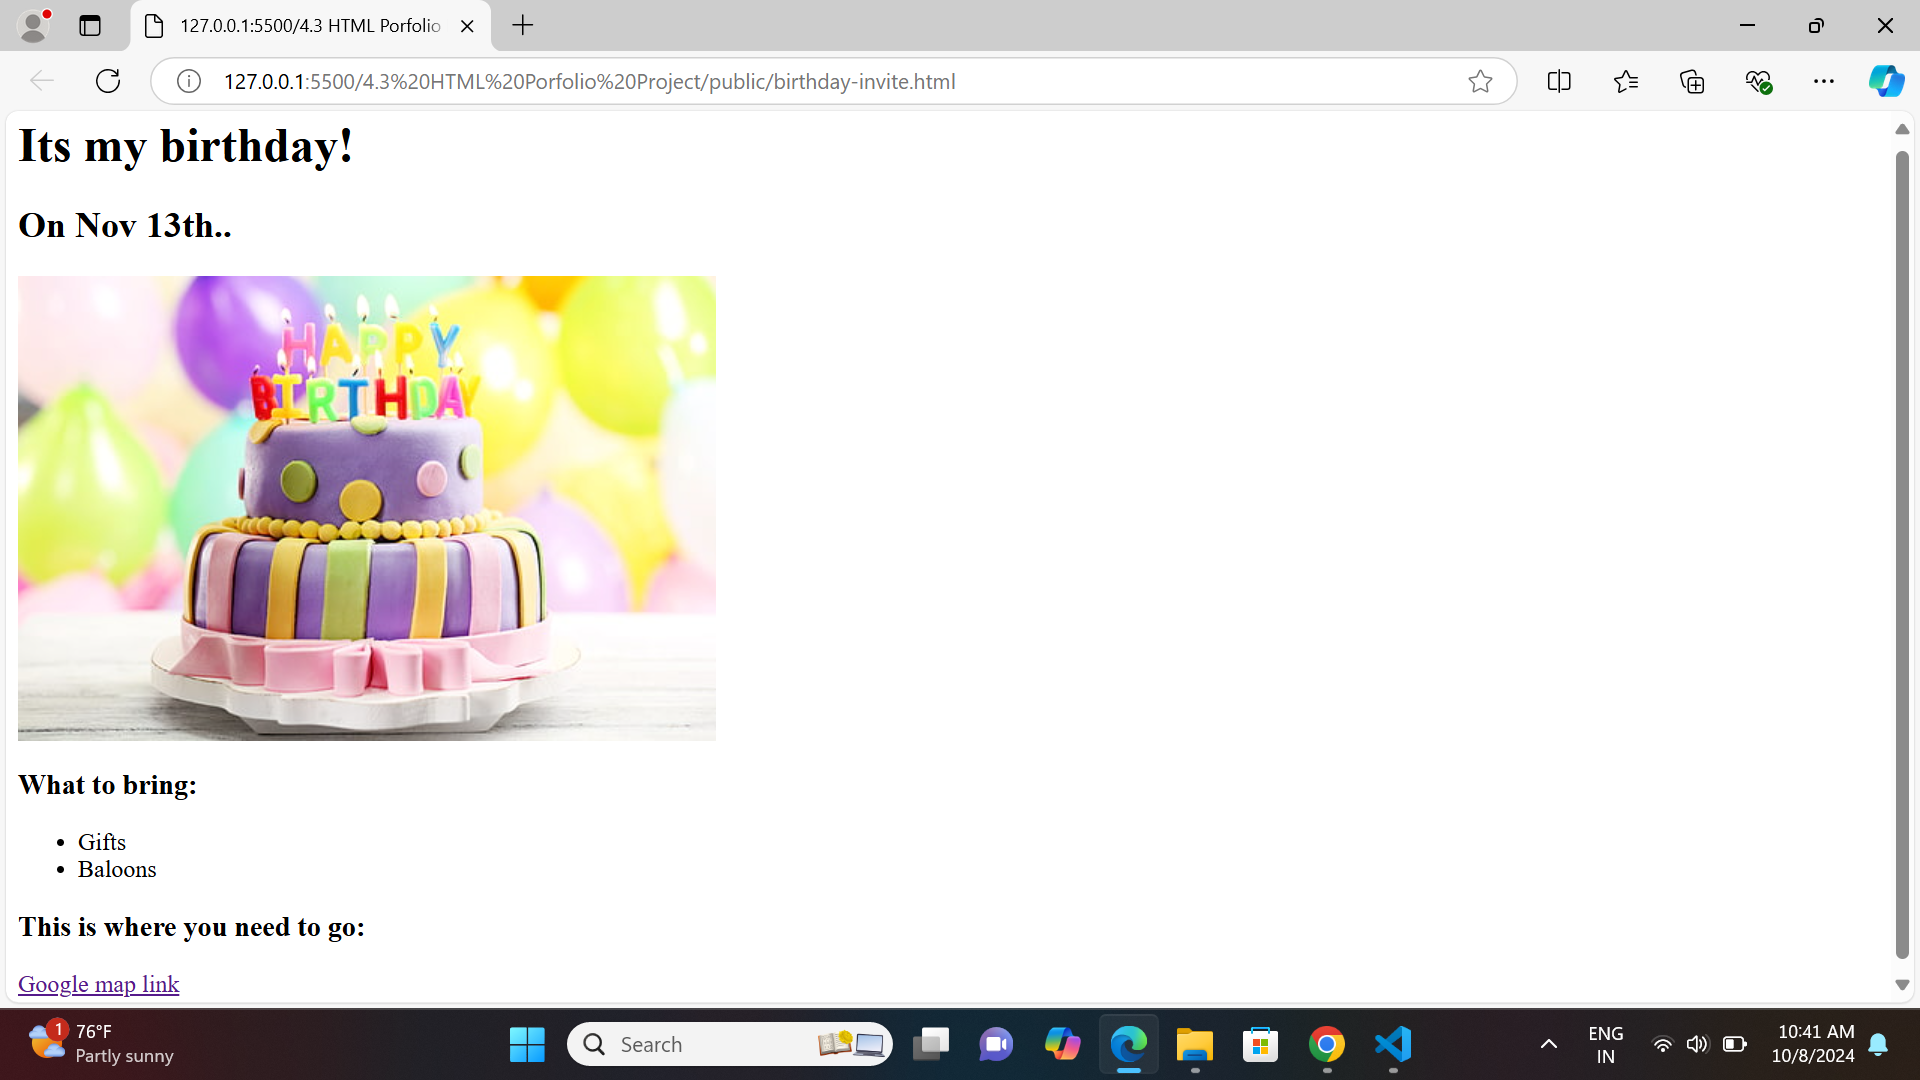 127.0.0.1:5500/4.3 HTML Porfolio
127.0.0.1:5500/4.3%20HTML%20Porfolio%20Project/public/birthday-invite.html
Its my birthday!
On Nov 13th..
HAPPY
BIRTHDAY
What to bring:
Gifts
Baloons
This is where you need to go:
Google map link
1
76°F
Partly sunny
Search
ENG
IN
10:41 AM
10/8/2024